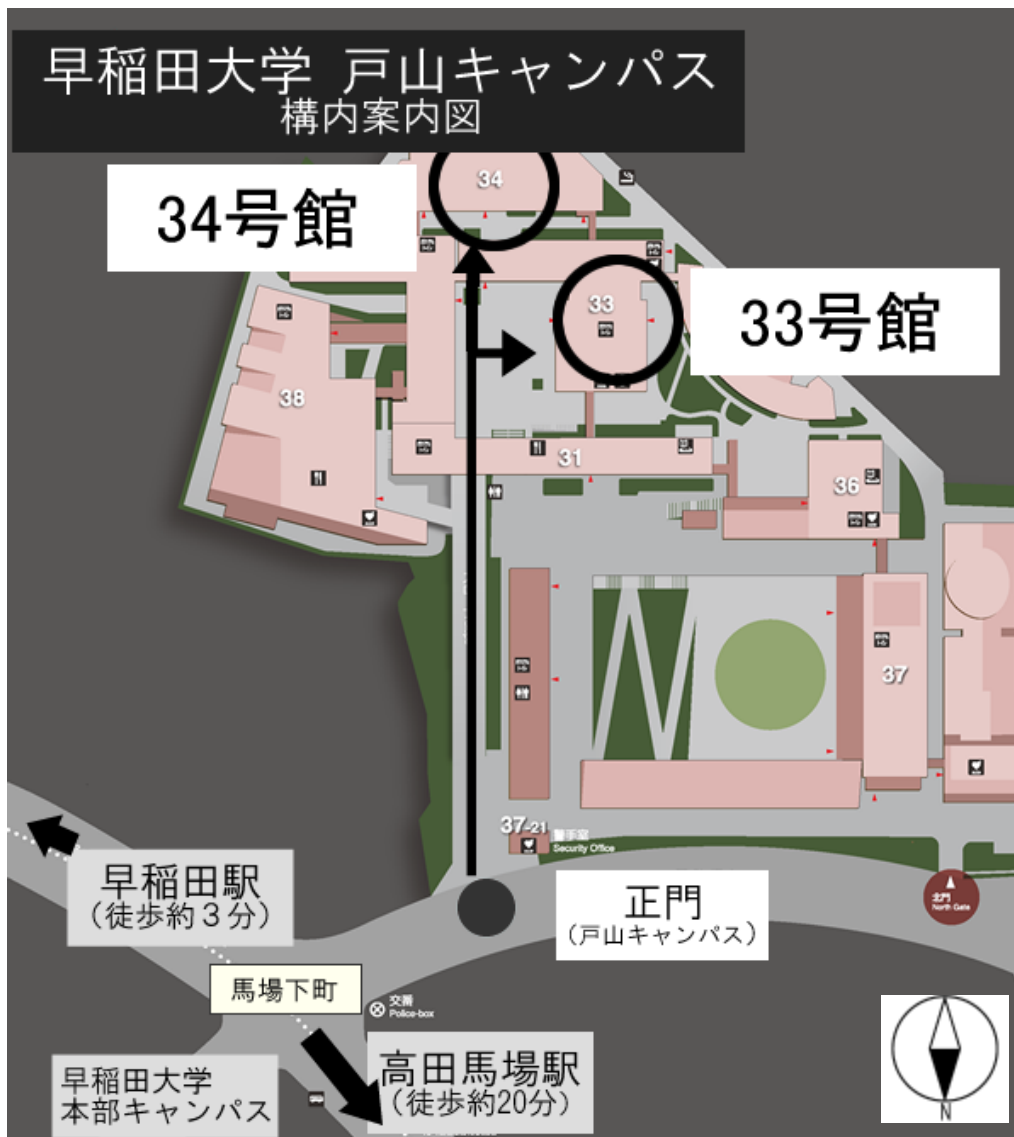 早稲田大学 戸山キャンパス
構内案内図
34
34号館
33
33号館
38
31
36
37
37-21
警手室
Security Office
早稲田駅
(徒歩約3分)
正門
(戸山キャンパス)
北門
North Gate
馬場下町
交番
Police-box
早稲田大学
本部キャンパス
高田馬場駅
(徒歩約20分)
N